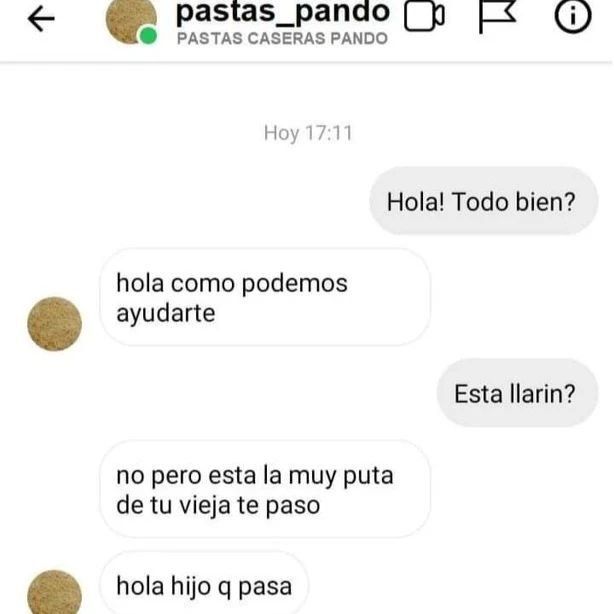 pastas_pando
PASTAS CASERAS PANDO
Hoy 17:11
Hola! Todo bien?
hola como podemos
ayudarte
Esta llarin?
no pero esta la muy puta
de tu vieja te paso
hola hijo q pasa